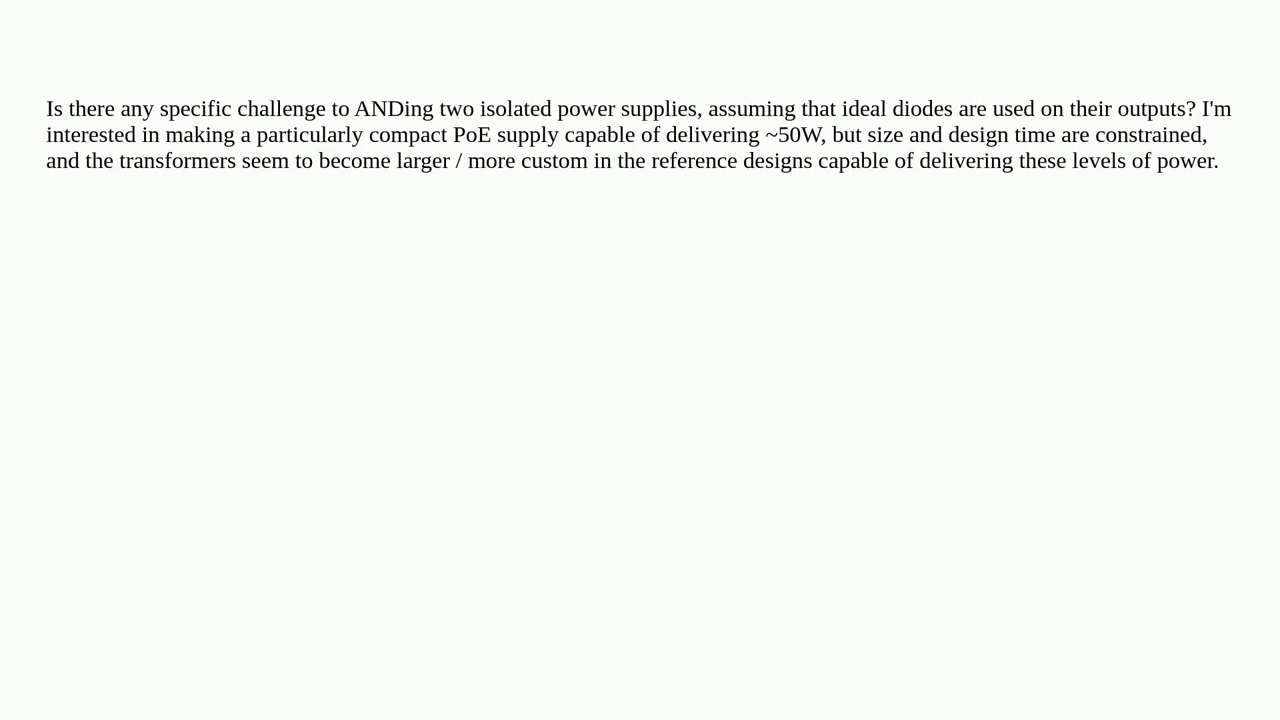 Is there any specific challenge to ANDing two isolated power supplies, assuming that ideal diodes are used on their outputs? I'm
interested in making a particularly compact PoE supply capable of delivering ~50W, but size and design time are constrained,
and the transformers seem to become larger / more custom in the reference designs capable of delivering these levels of power.